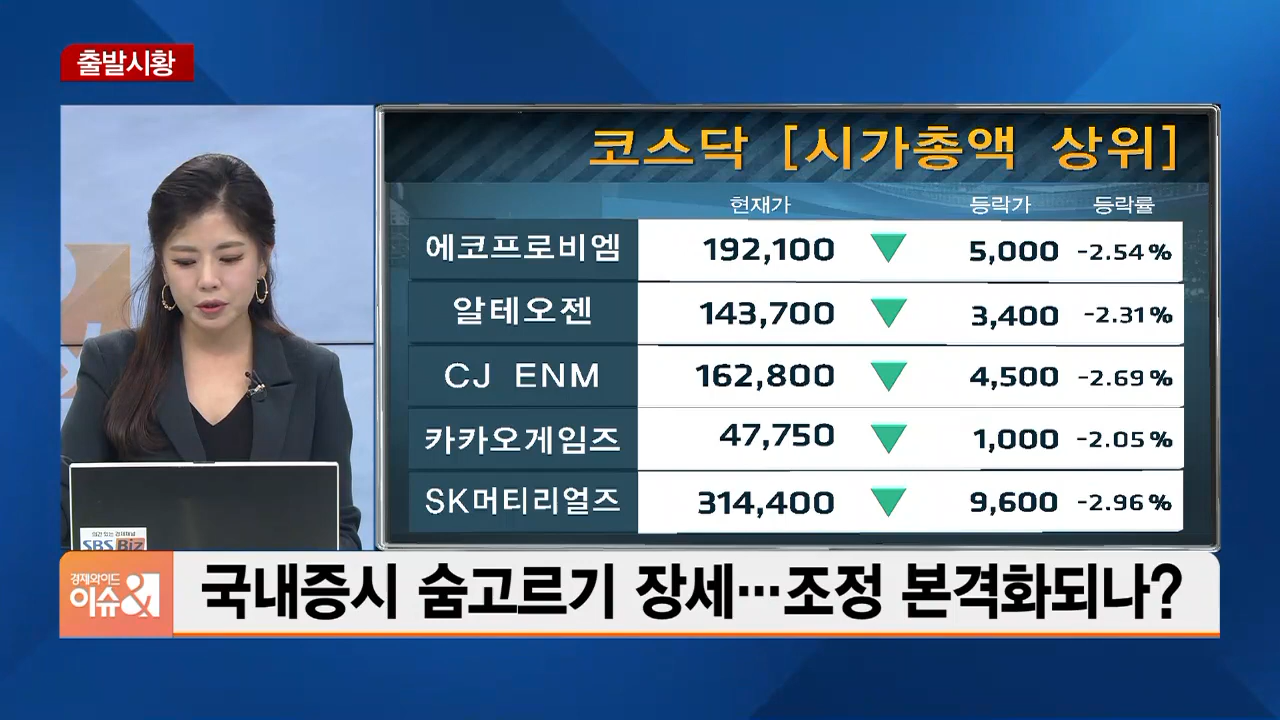 출발시황
코스닥 [시가총액 상위]
현재가 등락가 등락률
에코프로비엠 192,100 ▼ 5,000 -2.54%
알테오젠 143,700 ▼ 3,400 -2.31%
CJ ENM 162,800 ▼ 4,500 -2.69%
카카오게임즈 47,750 ▼ 1,000 -2.05%
SK머티리얼즈 314,400 ▼ 9,600 -2.96%
SBS Biz
경제와이드
이슈&
국내증시 숨고르기 장세…조정 본격화되나?